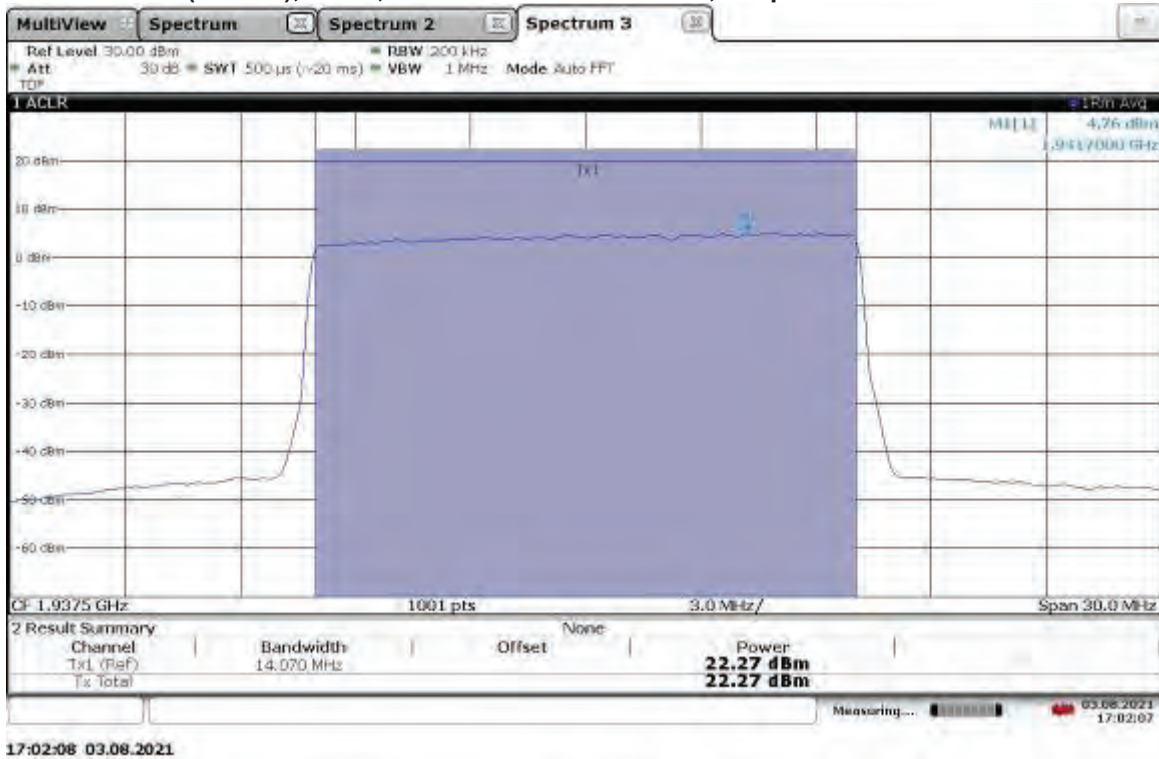 MultiView Spectrum Spectrum 2 Spectrum 3
Ref Level 30.00 dBm RBW 200 kHz
Att 30 dB SWT 500 µs (~20 ms) VBW 1 MHz Mode Auto FFT
TDF
1 ACLR 1Rm Avg
M1[1] 4.76 dBm
1.9417000 GHz
20 dBm
Tx1
10 dBm
0 dBm
-10 dBm
-20 dBm
-30 dBm
-40 dBm
-50 dBm
-60 dBm
CF 1.9375 GHz 1001 pts 3.0 MHz/ Span 30.0 MHz
2 Result Summary None
Channel Bandwidth Offset Power
Tx1 (Ref) 14.070 MHz 22.27 dBm
Tx Total 22.27 dBm
Measuring.... 03.08.2021
17:02:07
17:02:08 03.08.2021